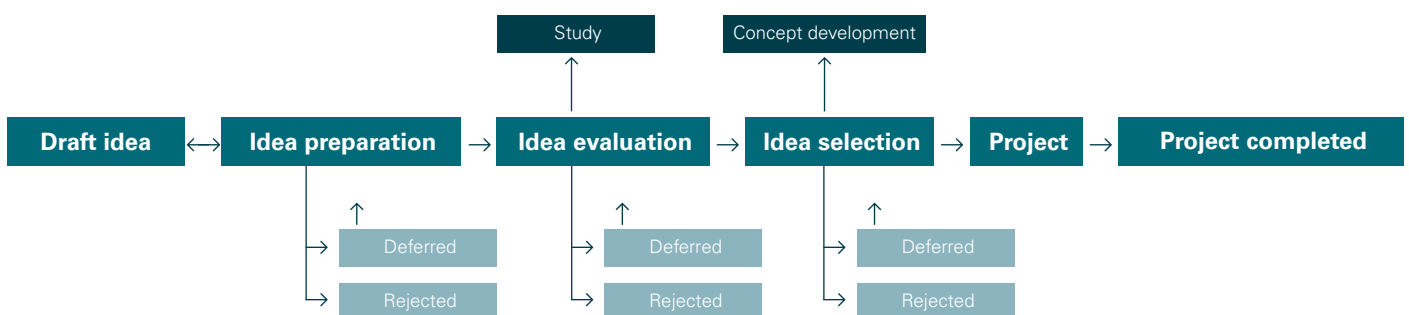 Study
Concept development
Draft idea
Idea preparation
Idea evaluation
Idea selection
Project
Project completed
Deferred
Deferred
Deferred
Rejected
Rejected
Rejected